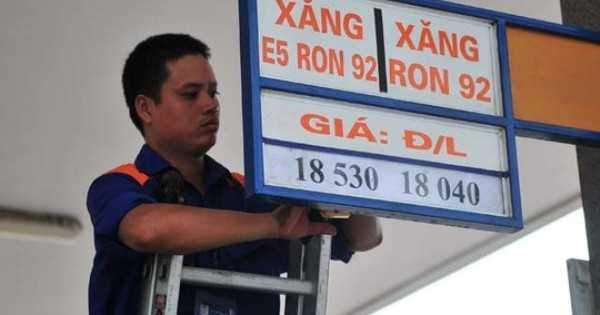 XĂNG
E5 RON 92
XĂNG
RON 92
GIÁ: Đ/L
18 530 18 040